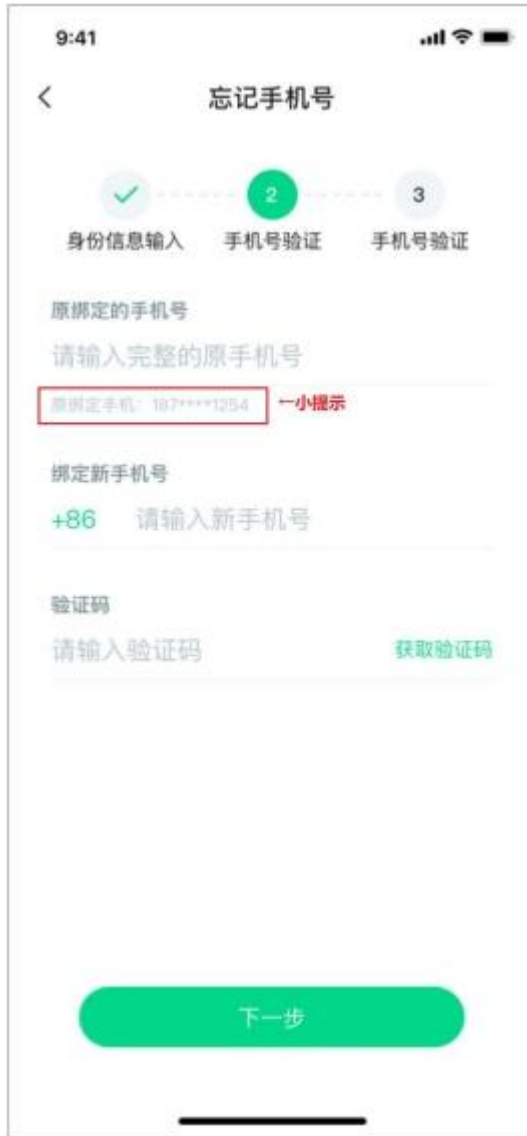 9:41
忘记手机号
2
3
身份信息输入 手机号验证 手机号验证
原绑定的手机号
请输入完整的原手机号
原绑定手机：187****1254 ←小提示
绑定新手机号
+86 请输入新手机号
验证码
请输入验证码 获取验证码
下一步